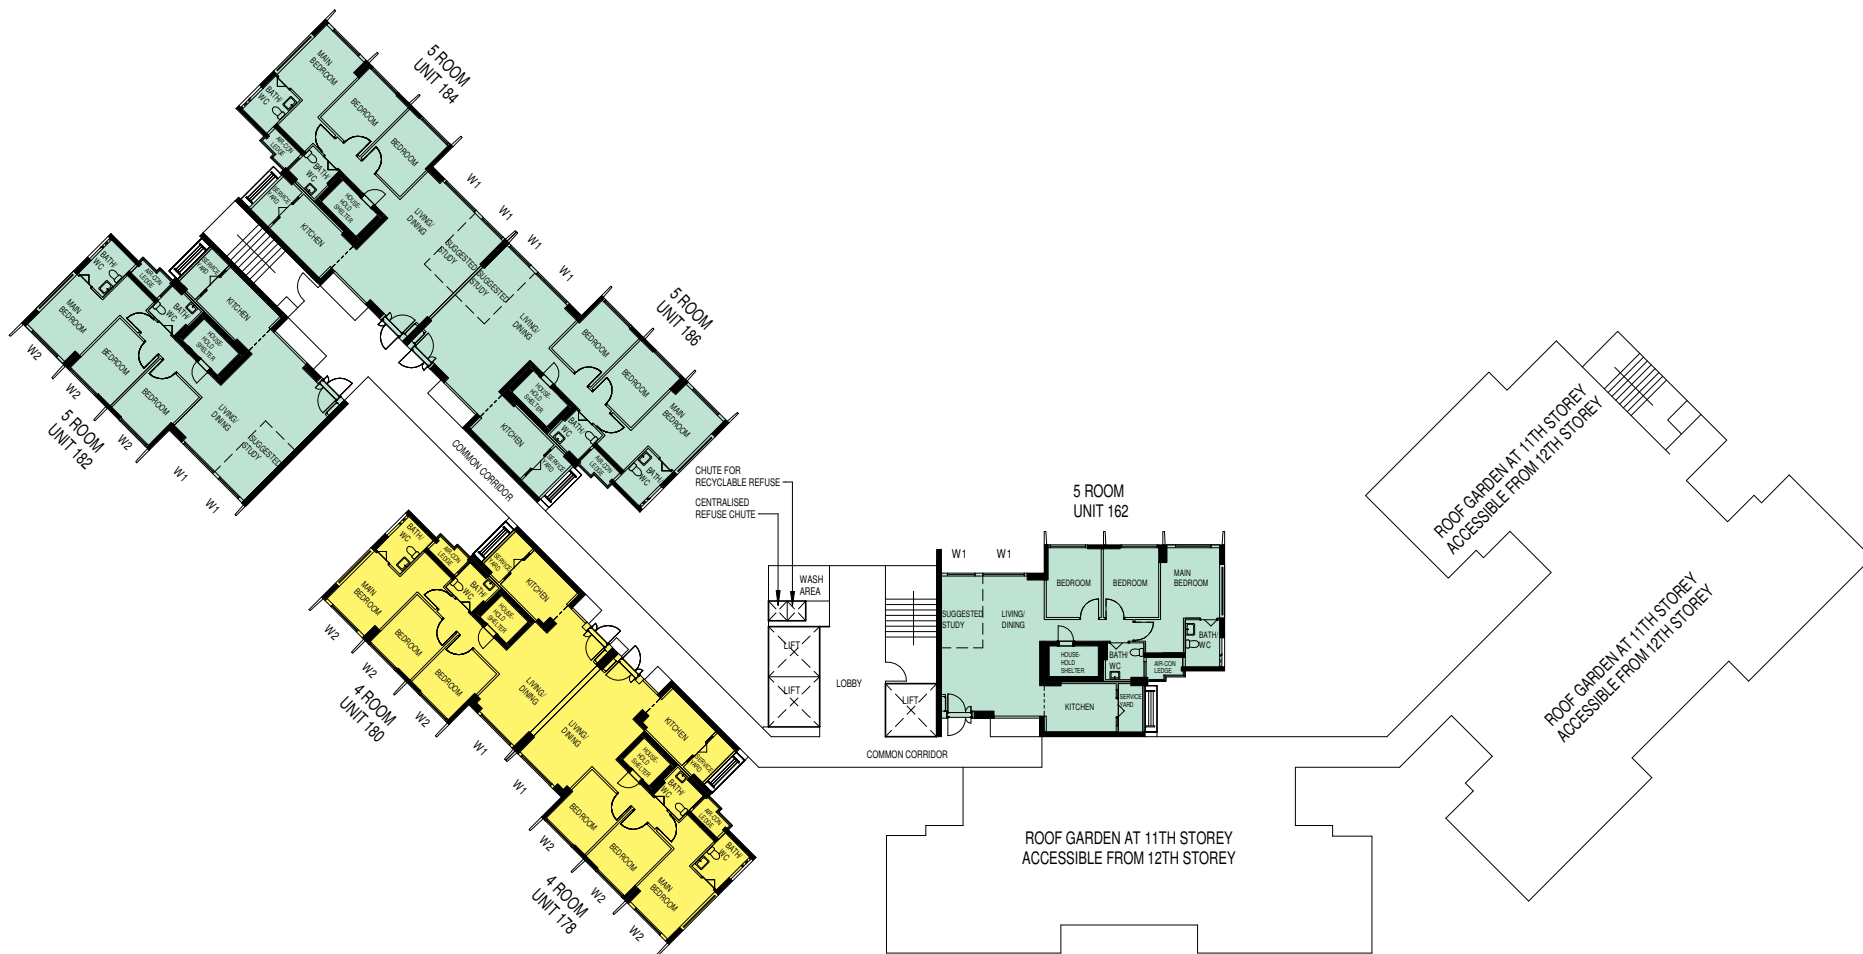 5 ROOM
UNIT 184
MAIN
BEDROOM
BATH/
WC
BEDROOM
BEDROOM
AIR-CON
LEDGE
BATH/
WC
SERVICE
YARD
HOUSE-
HOLD
SHELTER
KITCHEN
LIVING/
DINING
SUGGESTED
STUDY
W1
W1
5 ROOM
UNIT 186
W1
W1
SUGGESTED
STUDY
LIVING/
DINING
BEDROOM
BEDROOM
MAIN
BEDROOM
HOUSE-
HOLD
SHELTER
KITCHEN
BATH/
WC
SERVICE
YARD
AIR-CON
LEDGE
BATH/
WC
5 ROOM
UNIT 182
BATH/
WC
AIR-CON
LEDGE
SERVICE
YARD
MAIN
BEDROOM
BATH/
WC
KITCHEN
HOUSE-
HOLD
SHELTER
BEDROOM
BEDROOM
LIVING/
DINING
SUGGESTED
STUDY
W2
W2
W2
W1
W1
COMMON CORRIDOR
4 ROOM
UNIT 180
BATH/
WC
AIR-CON
LEDGE
SERVICE
YARD
MAIN
BEDROOM
BATH/
WC
KITCHEN
HOUSE-
HOLD
SHELTER
BEDROOM
BEDROOM
LIVING/
DINING
W2
W2
W2
W1
4 ROOM
UNIT 178
LIVING/
DINING
KITCHEN
HOUSE-
HOLD
SHELTER
SERVICE
YARD
BATH/
WC
AIR-CON
LEDGE
BEDROOM
BEDROOM
MAIN
BEDROOM
BATH/
WC
W1
W2
W2
W2
CHUTE FOR
RECYCLABLE REFUSE
CENTRALISED
REFUSE CHUTE
WASH
AREA
LIFT
LIFT
LOBBY
LIFT
COMMON CORRIDOR
5 ROOM
UNIT 162
W1
W1
BEDROOM
BEDROOM
MAIN
BEDROOM
SUGGESTED
STUDY
LIVING/
DINING
BATH/
WC
HOUSE-
HOLD
SHELTER
BATH/
WC
AIR-CON
LEDGE
KITCHEN
SERVICE
YARD
ROOF GARDEN AT 11TH STOREY
ACCESSIBLE FROM 12TH STOREY
ROOF GARDEN AT 11TH STOREY
ACCESSIBLE FROM 12TH STOREY
ROOF GARDEN AT 11TH STOREY
ACCESSIBLE FROM 12TH STOREY